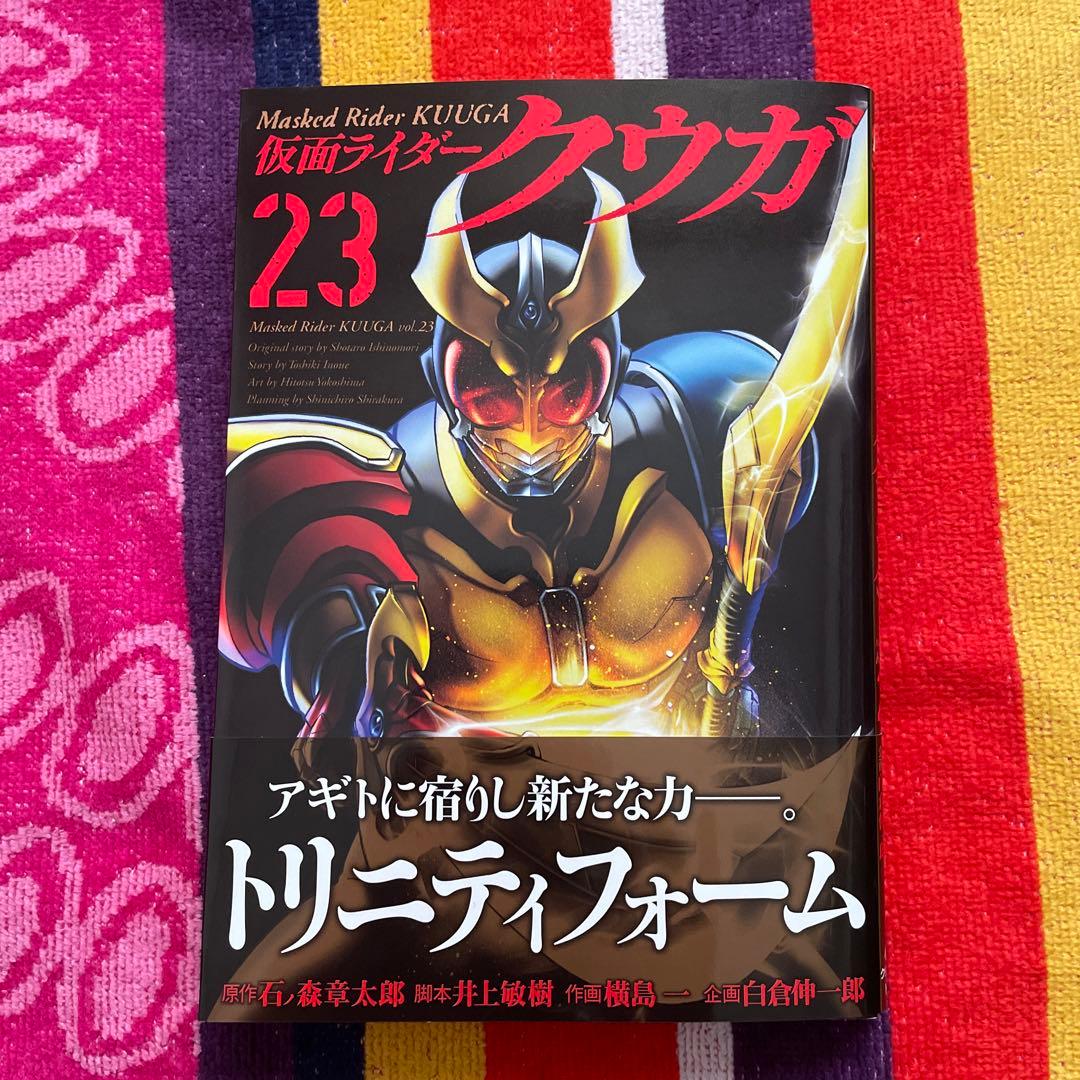 Masked Rider KUUGA
仮面ライダークウガ
23
Masked Rider KUUGA vol.23
Original story by Shotaro Ishinomori
Story by Toshiki Inoue
Art by Hitotsu Yokoshima
Planning by Shinichiro Shirakura
アギトに宿りし新たな力――。
トリニティフォーム
原作 石ノ森章太郎 脚本 井上敏樹 作画 横島一 企画 白倉伸一郎